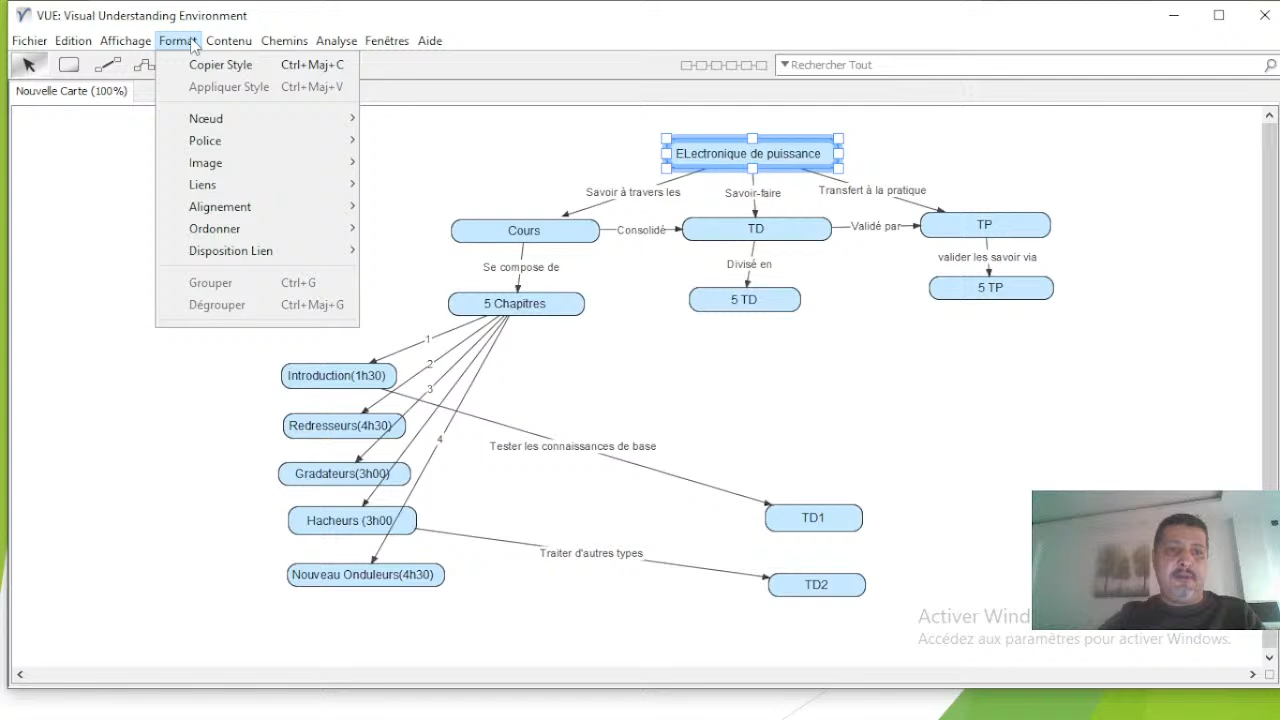 VUE: Visual Understanding Environment
Fichier Edition Affichage Format Contenu Chemins Analyse Fenêtres Aide
Rechercher Tout
Nouvelle Carte (100%)
Copier Style Ctrl+Maj+C
Appliquer Style Ctrl+Maj+V
Nœud
Police
Image
Liens
Alignement
Ordonner
Disposition Lien
Grouper Ctrl+G
Dégrouper Ctrl+Maj+G
ELectronique de puissance
Savoir à travers les
Savoir-faire
Transfert à la pratique
Cours
Consolidé
TD
Validé par
TP
Se compose de
Divisé en
valider les savoir via
5 Chapitres
5 TD
5 TP
1
2
3
4
Introduction(1h30)
Redresseurs(4h30)
Gradateurs(3h00)
Hacheurs (3h00
Nouveau Onduleurs(4h30)
Tester les connaissances de base
TD1
Traiter d'autres types
TD2
Activer Wind
Accédez aux paramètres pour activer Windows.